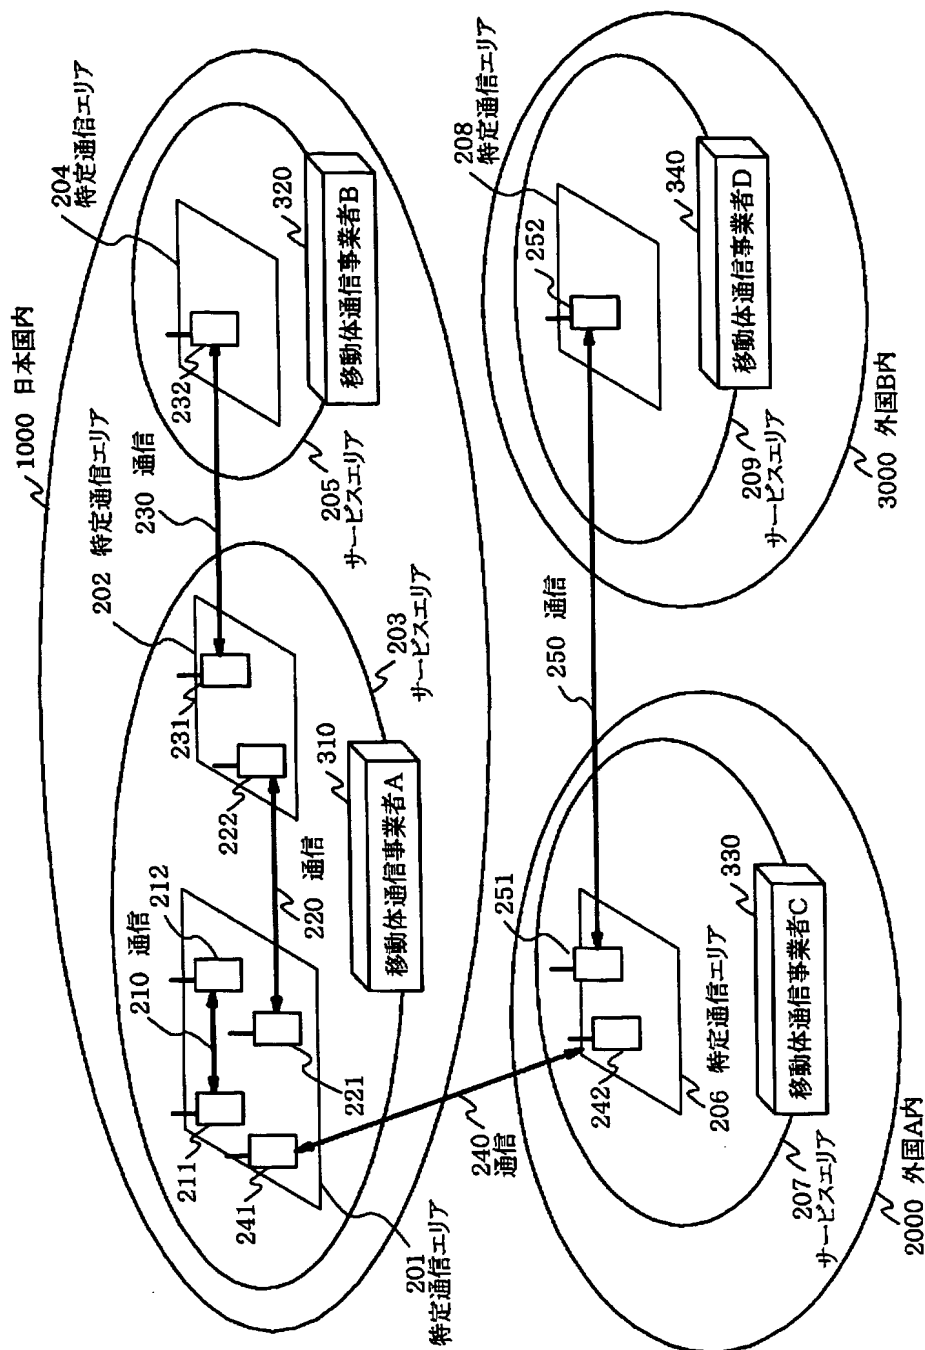 1000 日本国内
204
特定通信エリア
320
移動体通信事業者B
232
205
サービスエリア
230 通信
202 特定通信エリア
231
222
203
サービスエリア
310
移動体通信事業者A
220 通信
210 通信
212
211
221
241
201
特定通信エリア
240
通信
208
特定通信エリア
252
340
移動体通信事業者D
209
サービスエリア
3000 外国B内
250 通信
251
242
206 特定通信エリア
330
移動体通信事業者C
207
サービスエリア
2000 外国A内